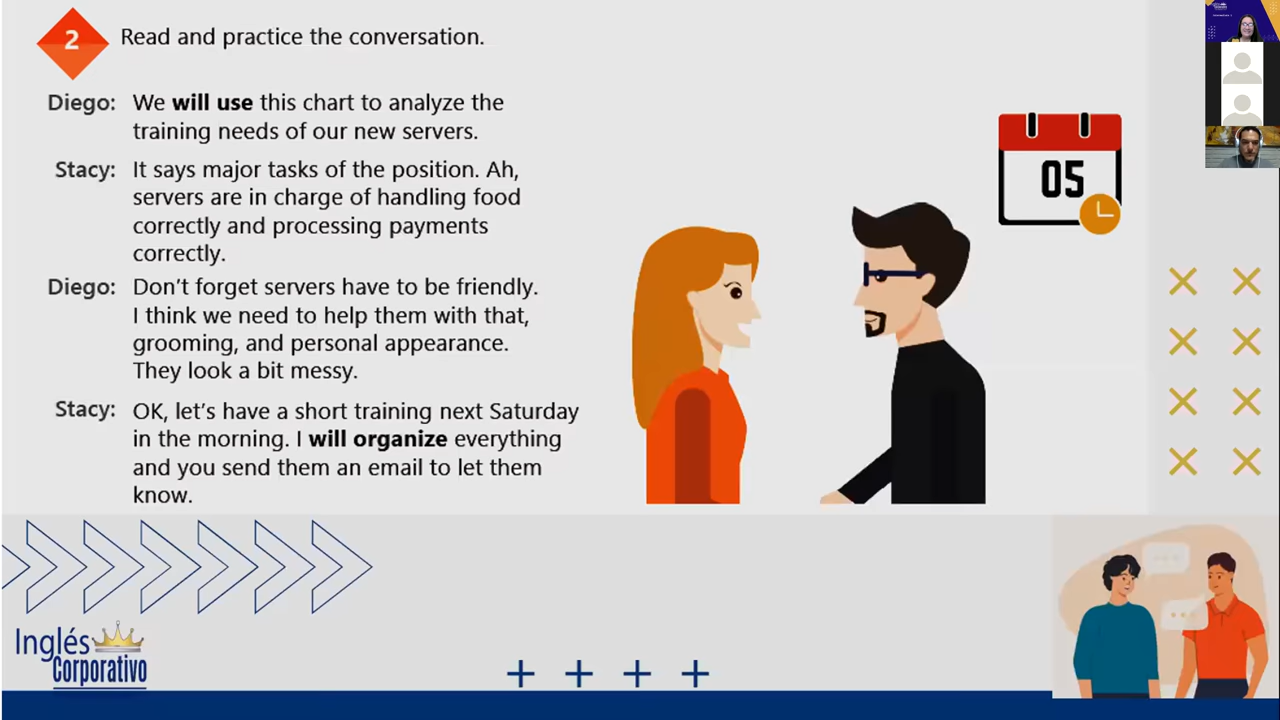 2 Read and practice the conversation.
Diego: We will use this chart to analyze the
training needs of our new servers.
Stacy: It says major tasks of the position. Ah,
servers are in charge of handling food
correctly and processing payments
correctly.
Diego: Don't forget servers have to be friendly.
I think we need to help them with that,
grooming, and personal appearance.
They look a bit messy.
Stacy: OK, let's have a short training next Saturday
in the morning. I will organize everything
and you send them an email to let them
know.
05
Inglés
Corporativo